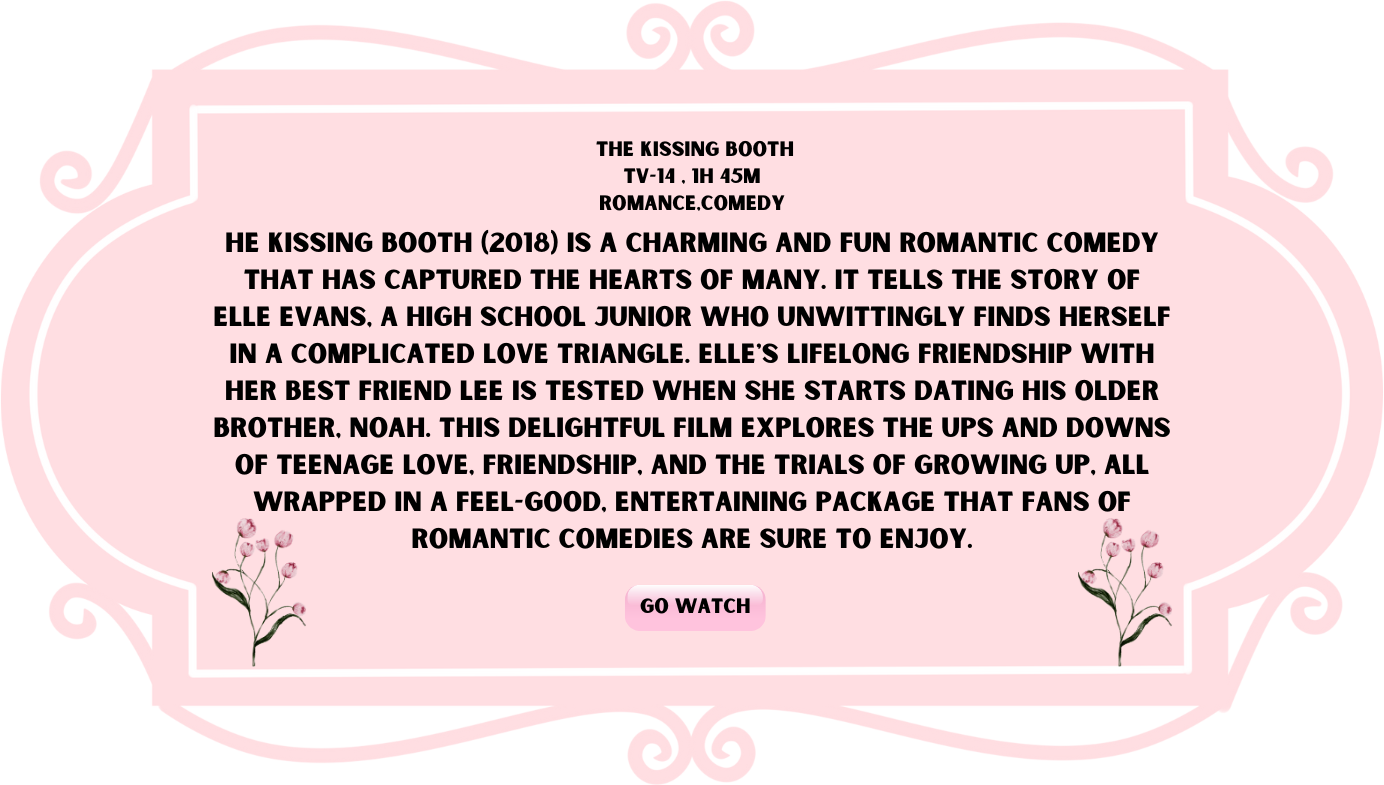 THE KISSING BOOTH
TV-14 , 1H 45M
ROMANCE,COMEDY
HE KISSING BOOTH (2018) IS A CHARMING AND FUN ROMANTIC COMEDY
THAT HAS CAPTURED THE HEARTS OF MANY. IT TELLS THE STORY OF
ELLE EVANS, A HIGH SCHOOL JUNIOR WHO UNWITTINGLY FINDS HERSELF
IN A COMPLICATED LOVE TRIANGLE. ELLE'S LIFELONG FRIENDSHIP WITH
HER BEST FRIEND LEE IS TESTED WHEN SHE STARTS DATING HIS OLDER
BROTHER, NOAH. THIS DELIGHTFUL FILM EXPLORES THE UPS AND DOWNS
OF TEENAGE LOVE, FRIENDSHIP, AND THE TRIALS OF GROWING UP, ALL
WRAPPED IN A FEEL-GOOD, ENTERTAINING PACKAGE THAT FANS OF
ROMANTIC COMEDIES ARE SURE TO ENJOY.
GO WATCH